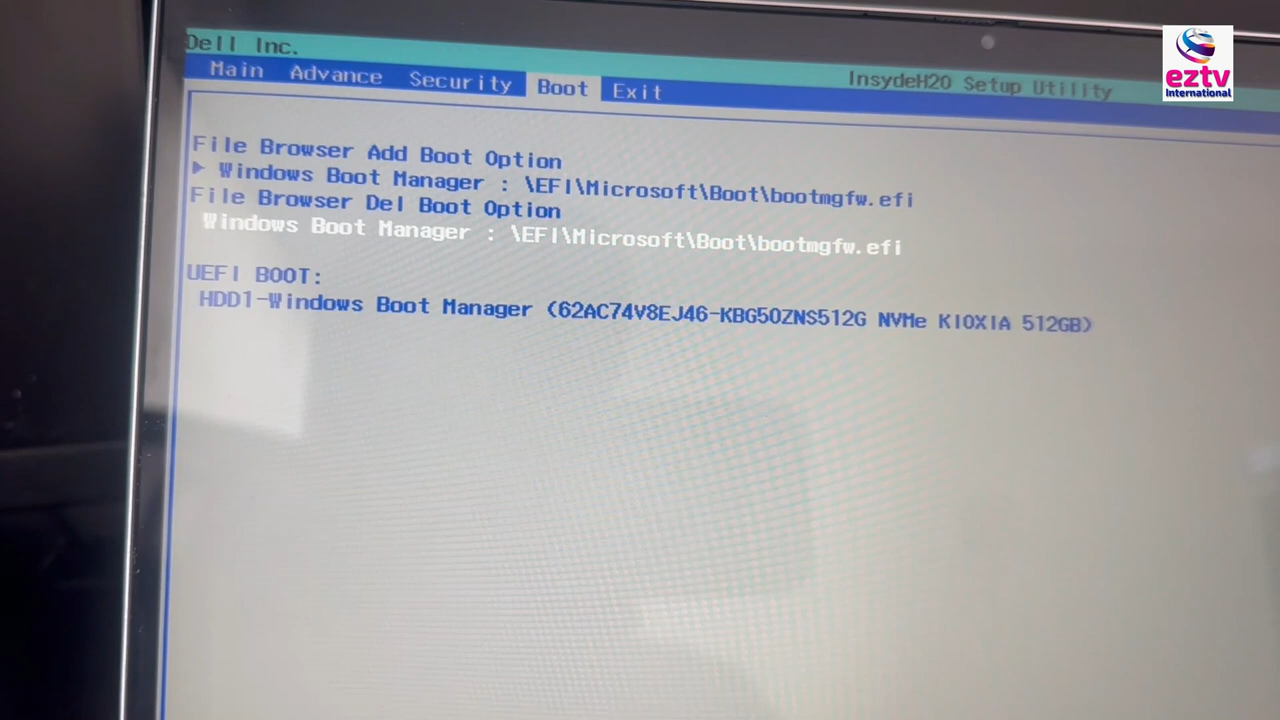 Dell Inc.
Main Advance Security Boot Exit
InsydeH20 Setup Utility
eztv
International
File Browser Add Boot Option
Windows Boot Manager : \EFI\Microsoft\Boot\bootmgfw.efi
File Browser Del Boot Option
Windows Boot Manager : \EFI\Microsoft\Boot\bootmgfw.efi
UEFI BOOT:
HDD1-Windows Boot Manager (62AC74V8EJ46-KBG50ZNS512G NVMe KIOXIA 512GB)